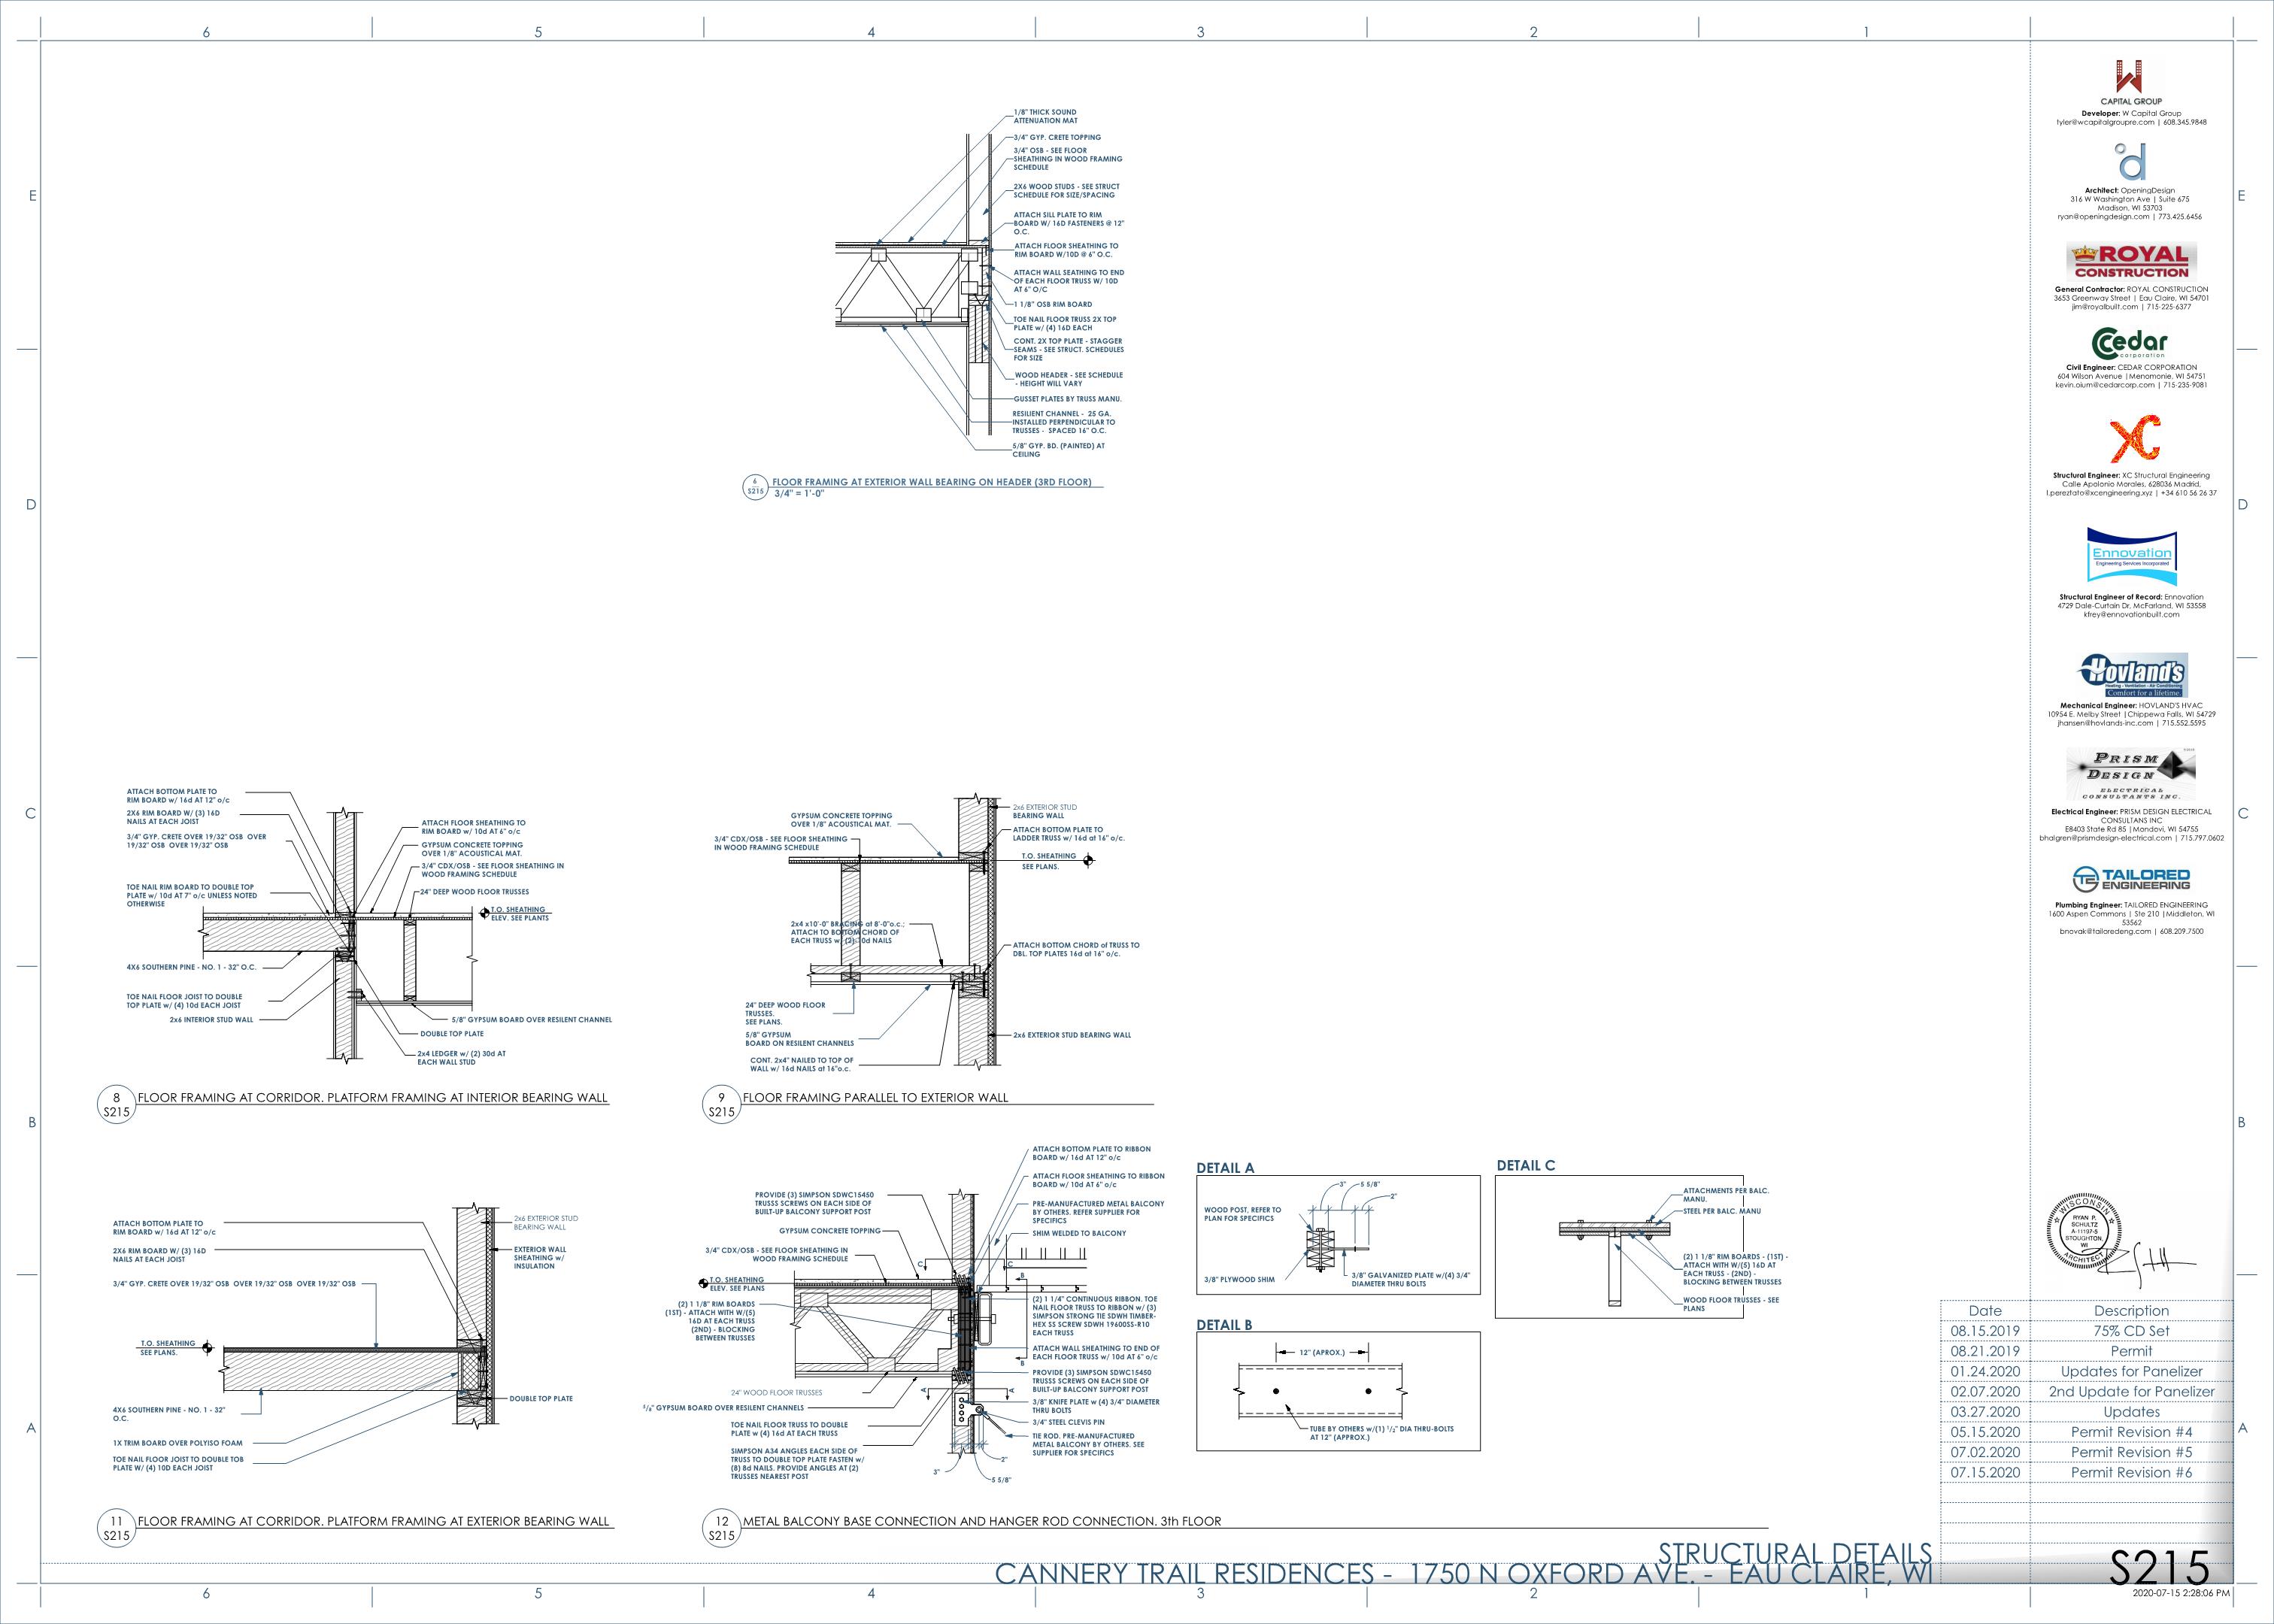 6
5
4
3
2
1
E
D
C
B
A
1/8" THICK SOUND
ATTENUATION MAT
3/4" GYP. CRETE TOPPING
3/4" OSB - SEE FLOOR
SHEATHING IN WOOD FRAMING
SCHEDULE
2X6 WOOD STUDS - SEE STRUCT
SCHEDULE FOR SIZE/SPACING
ATTACH SILL PLATE TO RIM
BOARD W/ 16D FASTENERS @ 12"
O.C.
ATTACH FLOOR SHEATHING TO
RIM BOARD W/10D @ 6" O.C.
ATTACH WALL SEATHING TO END
OF EACH FLOOR TRUSS W/ 10D
AT 6" O/C
1 1/8" OSB RIM BOARD
TOE NAIL FLOOR TRUSS 2X TOP
PLATE w/ (4) 16D EACH
CONT. 2X TOP PLATE - STAGGER
SEAMS - SEE STRUCT. SCHEDULES
FOR SIZE
WOOD HEADER - SEE SCHEDULE
- HEIGHT WILL VARY
GUSSET PLATES BY TRUSS MANU.
RESILIENT CHANNEL - 25 GA.
INSTALLED PERPENDICULAR TO
TRUSSES - SPACED 16" O.C.
5/8" GYP. BD. (PAINTED) AT
CEILING
6
S215
FLOOR FRAMING AT EXTERIOR WALL BEARING ON HEADER (3RD FLOOR)
3/4" = 1'-0"
ATTACH BOTTOM PLATE TO
RIM BOARD w/ 16d AT 12" o/c
2X6 RIM BOARD W/ (3) 16D
NAILS AT EACH JOIST
3/4" GYP. CRETE OVER 19/32" OSB OVER
19/32" OSB OVER 19/32" OSB
TOE NAIL RIM BOARD TO DOUBLE TOP
PLATE w/ 10d AT 7" o/c UNLESS NOTED
OTHERWISE
4X6 SOUTHERN PINE - NO. 1 - 32" O.C.
TOE NAIL FLOOR JOIST TO DOUBLE
TOP PLATE w/ (4) 10d EACH JOIST
2x6 INTERIOR STUD WALL
ATTACH FLOOR SHEATHING TO
RIM BOARD w/ 10d AT 6" o/c
GYPSUM CONCRETE TOPPING
OVER 1/8" ACOUSTICAL MAT.
3/4" CDX/OSB - SEE FLOOR SHEATHING IN
WOOD FRAMING SCHEDULE
24" DEEP WOOD FLOOR TRUSSES
T.O. SHEATHING
ELEV. SEE PLANTS
5/8" GYPSUM BOARD OVER RESILENT CHANNEL
DOUBLE TOP PLATE
2x4 LEDGER w/ (2) 30d AT
EACH WALL STUD
8
S215
FLOOR FRAMING AT CORRIDOR. PLATFORM FRAMING AT INTERIOR BEARING WALL
GYPSUM CONCRETE TOPPING
OVER 1/8" ACOUSTICAL MAT.
3/4" CDX/OSB - SEE FLOOR SHEATHING
IN WOOD FRAMING SCHEDULE
2x4 x10'-0" BRACING at 8'-0"o.c.;
ATTACH TO BOTTOM CHORD OF
EACH TRUSS w/ (2)-10d NAILS
24" DEEP WOOD FLOOR
TRUSSES.
SEE PLANS.
5/8" GYPSUM
BOARD ON RESILENT CHANNELS
CONT. 2x4" NAILED TO TOP OF
WALL w/ 16d NAILS at 16"o.c.
2x6 EXTERIOR STUD
BEARING WALL
ATTACH BOTTOM PLATE TO
LADDER TRUSS w/ 16d at 16" o/c.
T.O. SHEATHING
SEE PLANS.
ATTACH BOTTOM CHORD of TRUSS TO
DBL. TOP PLATES 16d at 16" o/c.
2x6 EXTERIOR STUD BEARING WALL
9
S215
FLOOR FRAMING PARALLEL TO EXTERIOR WALL
ATTACH BOTTOM PLATE TO
RIM BOARD w/ 16d AT 12" o/c
2X6 RIM BOARD W/ (3) 16D
NAILS AT EACH JOIST
3/4" GYP. CRETE OVER 19/32" OSB OVER 19/32" OSB OVER 19/32" OSB
T.O. SHEATHING
SEE PLANS.
4X6 SOUTHERN PINE - NO. 1 - 32"
O.C.
1X TRIM BOARD OVER POLYISO FOAM
TOE NAIL FLOOR JOIST TO DOUBLE TOB
PLATE W/ (4) 10D EACH JOIST
2x6 EXTERIOR STUD
BEARING WALL
EXTERIOR WALL
SHEATHING w/
INSULATION
DOUBLE TOP PLATE
11
S215
FLOOR FRAMING AT CORRIDOR. PLATFORM FRAMING AT EXTERIOR BEARING WALL
PROVIDE (3) SIMPSON SDWC15450
TRUSSS SCREWS ON EACH SIDE OF
BUILT-UP BALCONY SUPPORT POST
GYPSUM CONCRETE TOPPING
3/4" CDX/OSB - SEE FLOOR SHEATHING IN
WOOD FRAMING SCHEDULE
T.O. SHEATHING
ELEV. SEE PLANS
(2) 1 1/8" RIM BOARDS
(1ST) - ATTACH WITH W/(5)
16D AT EACH TRUSS
(2ND) - BLOCKING
BETWEEN TRUSSES
24" WOOD FLOOR TRUSSES
5/8" GYPSUM BOARD OVER RESILENT CHANNELS
TOE NAIL FLOOR TRUSS TO DOUBLE
PLATE w (4) 16d AT EACH TRUSS
SIMPSON A34 ANGLES EACH SIDE OF
TRUSS TO DOUBLE TOP PLATE FASTEN w/
(8) 8d NAILS. PROVIDE ANGLES AT (2)
TRUSSES NEAREST POST
ATTACH BOTTOM PLATE TO RIBBON
BOARD w/ 16d AT 12" o/c
ATTACH FLOOR SHEATHING TO RIBBON
BOARD w/ 10d AT 6" o/c
PRE-MANUFACTURED METAL BALCONY
BY OTHERS. REFER SUPPLIER FOR
SPECIFICS
SHIM WELDED TO BALCONY
C
C
B
B
A
A
(2) 1 1/4" CONTINUOUS RIBBON. TOE
NAIL FLOOR TRUSS TO RIBBON w/ (3)
SIMPSON STRONG TIE SDWH TIMBER-
HEX SS SCREW SDWH 19600SS-R10
EACH TRUSS
ATTACH WALL SHEATHING TO END OF
EACH FLOOR TRUSS w/ 10d AT 6" o/c
PROVIDE (3) SIMPSON SDWC15450
TRUSSS SCREWS ON EACH SIDE OF
BUILT-UP BALCONY SUPPORT POST
3/8" KNIFE PLATE w (4) 3/4" DIAMETER
THRU BOLTS
3/4" STEEL CLEVIS PIN
TIE ROD. PRE-MANUFACTURED
METAL BALCONY BY OTHERS. SEE
SUPPLIER FOR SPECIFICS
3"
2"
5 5/8"
12
S215
METAL BALCONY BASE CONNECTION AND HANGER ROD CONNECTION. 3th FLOOR
DETAIL A
3"
5 5/8"
2"
WOOD POST, REFER TO
PLAN FOR SPECIFICS
3/8" PLYWOOD SHIM
3/8" GALVANIZED PLATE w/(4) 3/4"
DIAMETER THRU BOLTS
DETAIL B
12" (APROX.)
TUBE BY OTHERS w/(1) 1/2" DIA THRU-BOLTS
AT 12" (APPROX.)
DETAIL C
ATTACHMENTS PER BALC.
MANU.
STEEL PER BALC. MANU
(2) 1 1/8" RIM BOARDS - (1ST) -
ATTACH WITH W/(5) 16D AT
EACH TRUSS - (2ND) -
BLOCKING BETWEEN TRUSSES
WOOD FLOOR TRUSSES - SEE
PLANS
CAPITAL GROUP
Developer: W Capital Group
tyler@wcapitalgroupre.com | 608.345.9848
Architect: OpeningDesign
316 W Washington Ave | Suite 675
Madison, WI 53703
ryan@openingdesign.com | 773.425.6456
ROYAL
CONSTRUCTION
General Contractor: ROYAL CONSTRUCTION
3653 Greenway Street | Eau Claire, WI 54701
jim@royalbuilt.com | 715-225-6377
Cedar
corporation
Civil Engineer: CEDAR CORPORATION
604 Wilson Avenue |Menomonie, WI 54751
kevin.oium@cedarcorp.com | 715-235-9081
XC
Structural Engineer: XC Structural Engineering
Calle Apolonio Morales, 628036 Madrid,
l.pereztato@xcengineering.xyz | +34 610 56 26 37
Ennovation
Engineering Services Incorporated
Structural Engineer of Record: Ennovation
4729 Dale-Curtain Dr, McFarland, WI 53558
kfrey@ennovationbuilt.com
Hovland's
Heating - Ventilation - Air Conditioning
Comfort for a lifetime.
Mechanical Engineer: HOVLAND'S HVAC
10954 E. Melby Street |Chippewa Falls, WI 54729
jhansen@hovlands-inc.com | 715.552.5595
PRISM
DESIGN
ELECTRICAL
CONSULTANTS INC.
Electrical Engineer: PRISM DESIGN ELECTRICAL
CONSULTANS INC
E8403 State Rd 85 |Mandovi, WI 54755
bhalgren@prismdesign-electrical.com | 715.797.0602
TE TAILORED
ENGINEERING
Plumbing Engineer: TAILORED ENGINEERING
1600 Aspen Commons | Ste 210 |Middleton, WI
53562
bnovak@tailoredeng.com | 608.209.7500
WISCONSIN
RYAN P.
SCHULTZ
A-11197-5
STOUGHTON,
WI
ARCHITECT
Date Description
08.15.2019 75% CD Set
08.21.2019 Permit
01.24.2020 Updates for Panelizer
02.07.2020 2nd Update for Panelizer
03.27.2020 Updates
05.15.2020 Permit Revision #4
07.02.2020 Permit Revision #5
07.15.2020 Permit Revision #6
STRUCTURAL DETAILS
CANNERY TRAIL RESIDENCES - 1750 N OXFORD AVE. - EAU CLAIRE, WI
S215
2020-07-15 2:28:06 PM
E
D
C
B
A
6
5
4
3
2
1